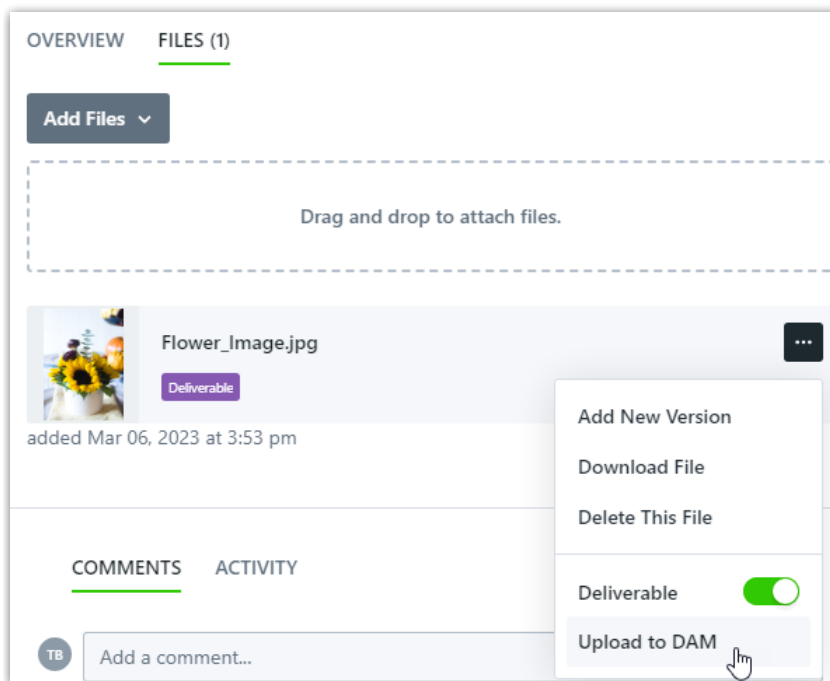 OVERVIEW FILES (1)
Add Files
Drag and drop to attach files.
Flower_Image.jpg
Deliverable
added Mar 06, 2023 at 3:53 pm
Add New Version
Download File
Delete This File
Deliverable
Upload to DAM
COMMENTS ACTIVITY
TB Add a comment...